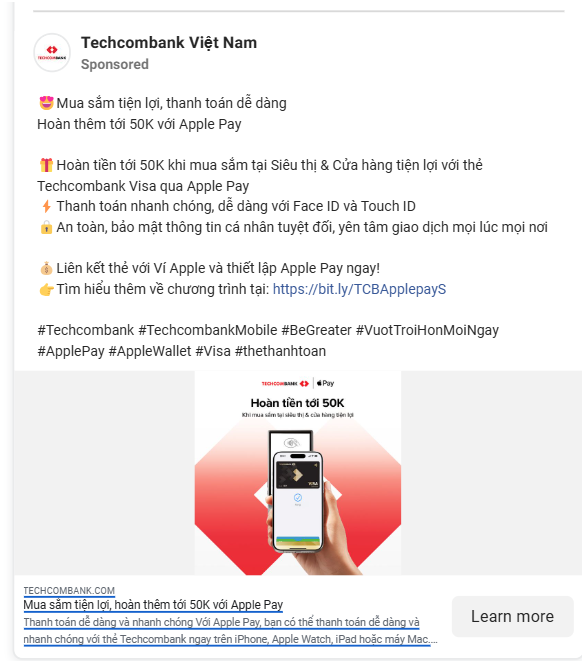 TECHCOMBANK
Techcombank Việt Nam
Sponsored
😍Mua sắm tiện lợi, thanh toán dễ dàng
Hoàn thêm tới 50K với Apple Pay
🎁Hoàn tiền tới 50K khi mua sắm tại Siêu thị & Cửa hàng tiện lợi với thẻ
Techcombank Visa qua Apple Pay
⚡Thanh toán nhanh chóng, dễ dàng với Face ID và Touch ID
🔒An toàn, bảo mật thông tin cá nhân tuyệt đối, yên tâm giao dịch mọi lúc mọi nơi
💰Liên kết thẻ với Ví Apple và thiết lập Apple Pay ngay!
👉Tìm hiểu thêm về chương trình tại: https://bit.ly/TCBApplepayS
#Techcombank #TechcombankMobile #BeGreater #VuotTroiHonMoiNgay
#ApplePay #AppleWallet #Visa #thethanhtoan
TECHCOMBANK | Pay
Hoàn tiền tới 50K
Khi mua sắm tại siêu thị & cửa hàng tiện lợi
VISA
TECHCOMBANK.COM
Mua sắm tiện lợi, hoàn thêm tới 50K với Apple Pay
Thanh toán dễ dàng và nhanh chóng Với Apple Pay, bạn có thể thanh toán dễ dàng và
nhanh chóng với thẻ Techcombank ngay trên iPhone, Apple Watch, iPad hoặc máy Mac....
Learn more